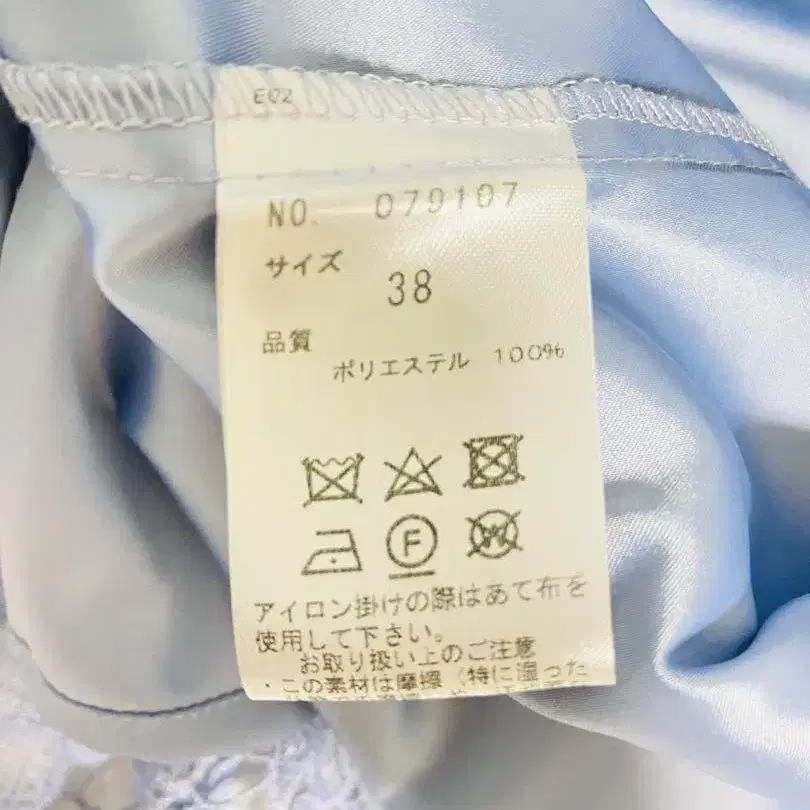 E02
NO. 079107
サイズ
38
品質
ポリエステル 100%
F
W
アイロン掛けの際はあて布を
使用して下さい。
お取り扱い上のご注意
・この素材は摩擦（特に湿った